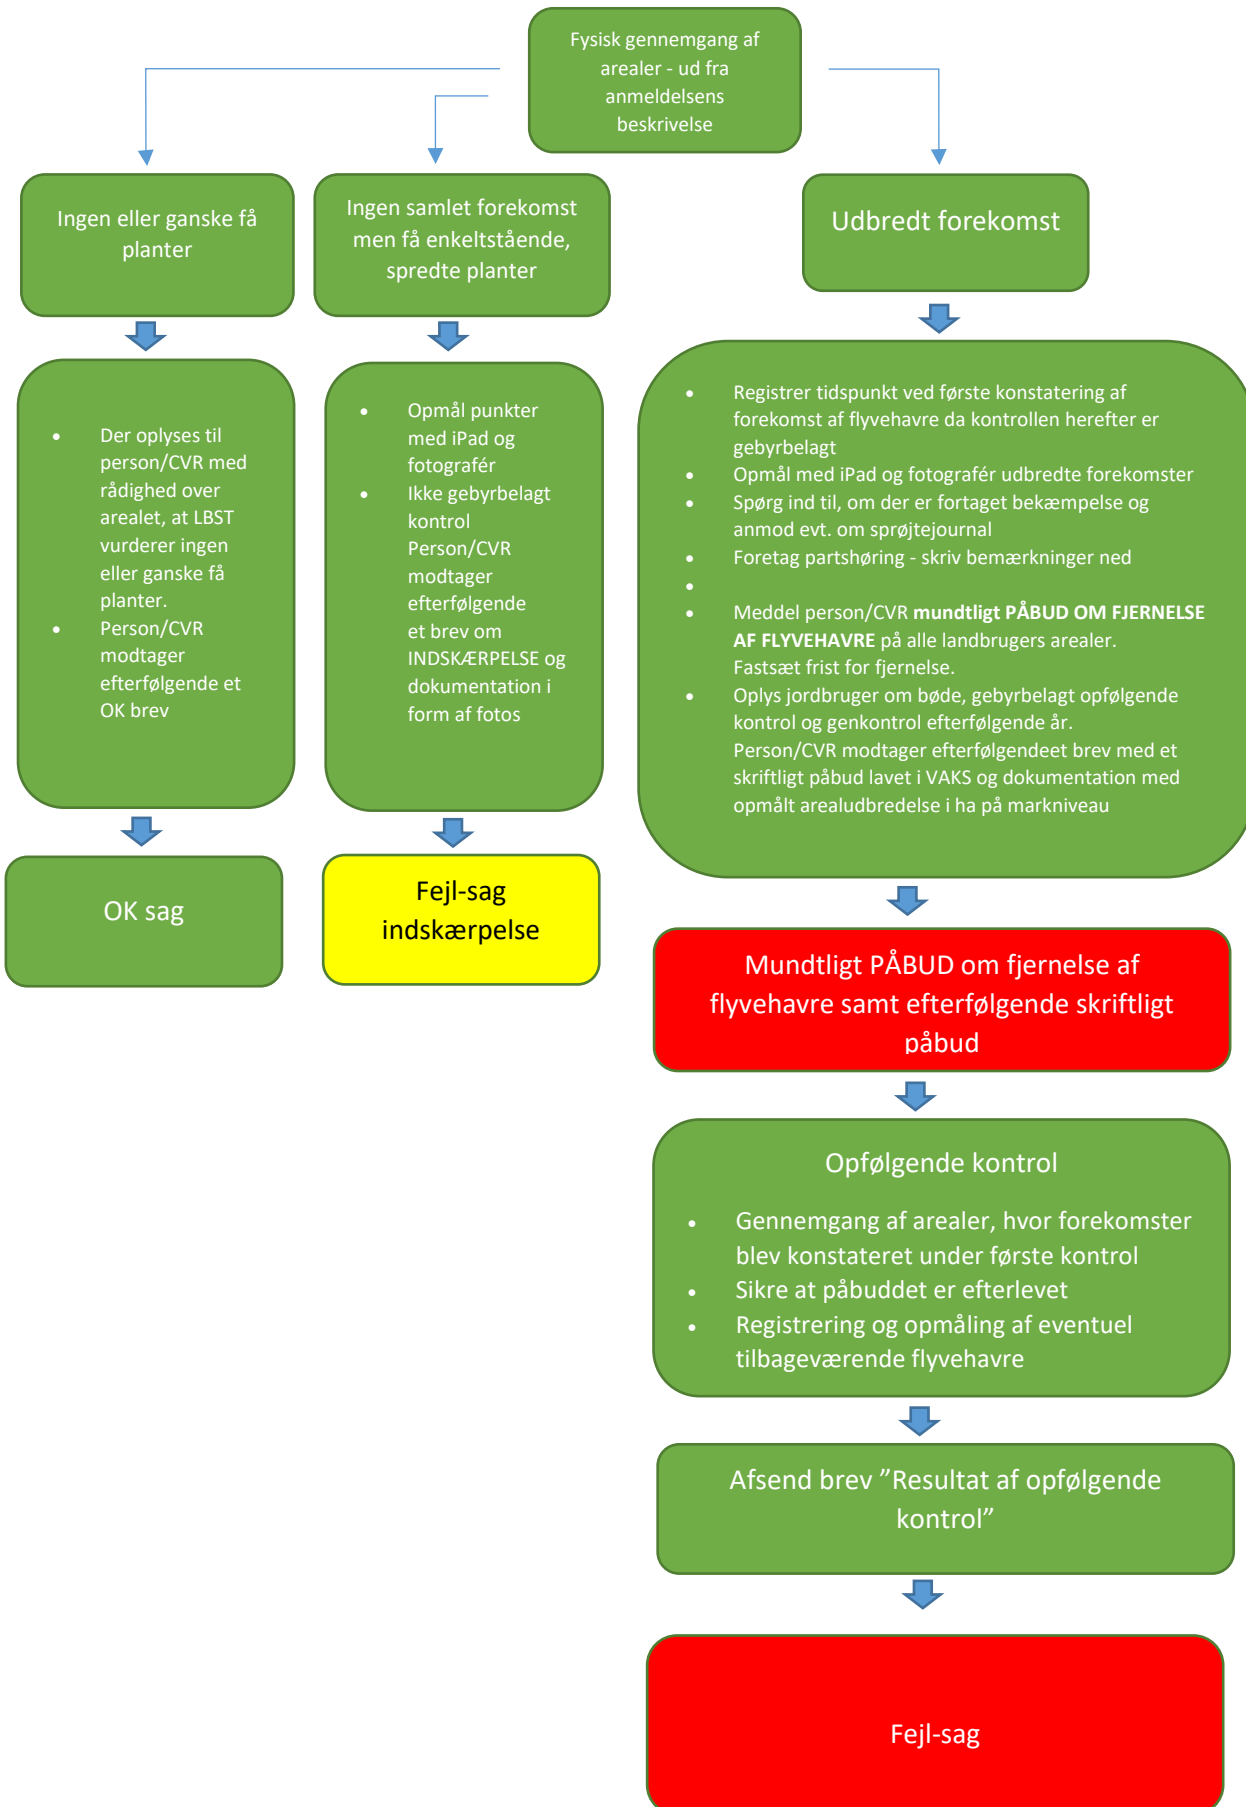 Fysisk gennemgang af
arealer - ud fra
anmeldelsens
beskrivelse
Ingen eller ganske få
planter
Ingen samlet forekomst
men få enkeltstående,
spredte planter
Udbredt forekomst
• Der oplyses til
person/CVR med
rådighed over
arealet, at LBST
vurderer ingen
eller ganske få
planter.
• Person/CVR
modtager
efterfølgende et
OK brev
• Opmål punkter
med iPad og
fotografér
• Ikke gebyrbelagt
kontrol
Person/CVR
modtager
efterfølgende
et brev om
INDSKÆRPELSE og
dokumentation i
form af fotos
• Registrer tidspunkt ved første konstatering af
forekomst af flyvehavre da kontrollen herefter er
gebyrbelagt
• Opmål med iPad og fotografér udbredte forekomster
• Spørg ind til, om der er fortaget bekæmpelse og
anmod evt. om sprøjtejournal
• Foretag partshøring - skriv bemærkninger ned
•
• Meddel person/CVR mundtligt PÅBUD OM FJERNELSE
AF FLYVEHAVRE på alle landbrugers arealer.
Fastsæt frist for fjernelse.
• Oplys jordbruger om bøde, gebyrbelagt opfølgende
kontrol og genkontrol efterfølgende år.
Person/CVR modtager efterfølgendeet brev med et
skriftligt påbud lavet i VAKS og dokumentation med
opmålt arealudbredelse i ha på markniveau
OK sag
Fejl-sag
indskærpelse
Mundtligt PÅBUD om fjernelse af
flyvehavre samt efterfølgende skriftligt
påbud
Opfølgende kontrol
• Gennemgang af arealer, hvor forekomster
blev konstateret under første kontrol
• Sikre at påbuddet er efterlevet
• Registrering og opmåling af eventuel
tilbageværende flyvehavre
Afsend brev ”Resultat af opfølgende
kontrol”
Fejl-sag